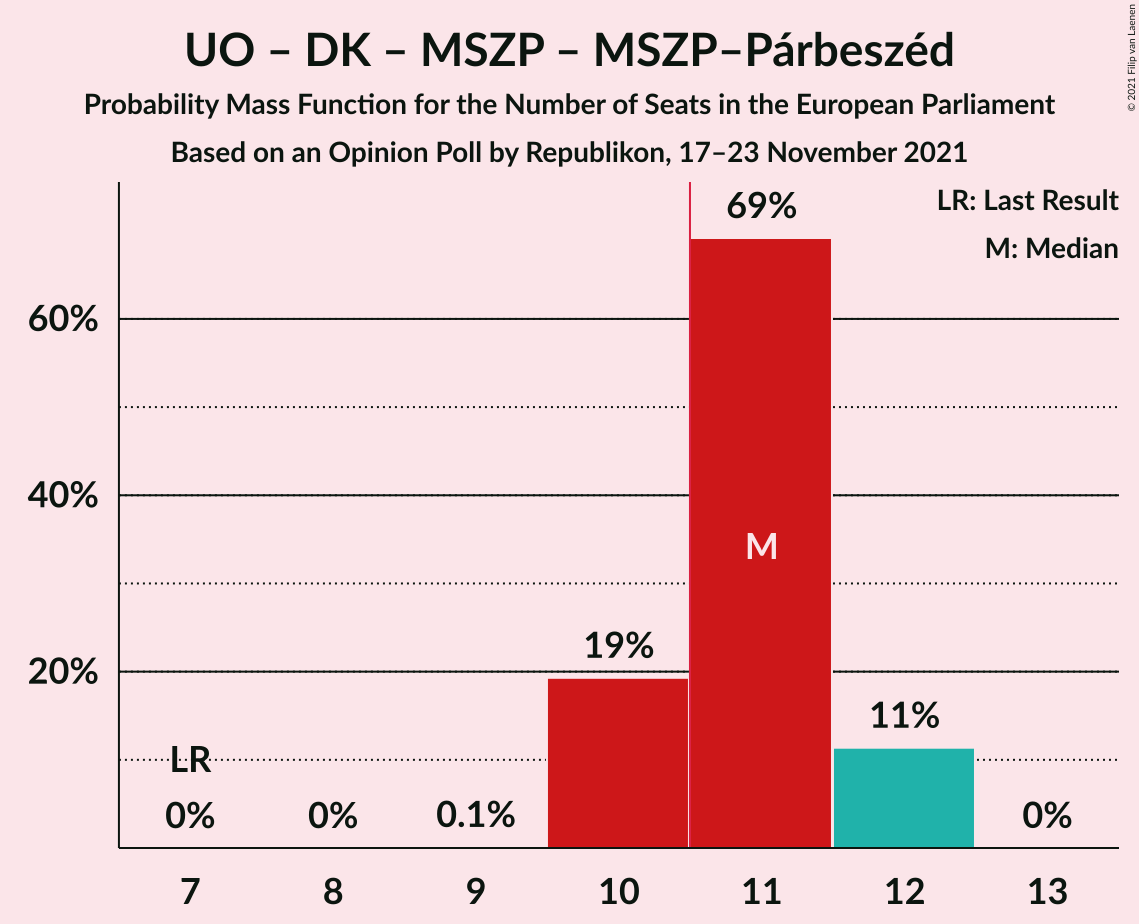 UO – DK – MSZP – MSZP–Párbeszéd
Probability Mass Function for the Number of Seats in the European Parliament
Based on an Opinion Poll by Republikon, 17–23 November 2021
© 2021 Filip van Laenen
LR: Last Result
M: Median
69%
60%
40%
M
19%
20%
11%
LR
0%
0%
0.1%
0%
7
8
9
10
11
12
13